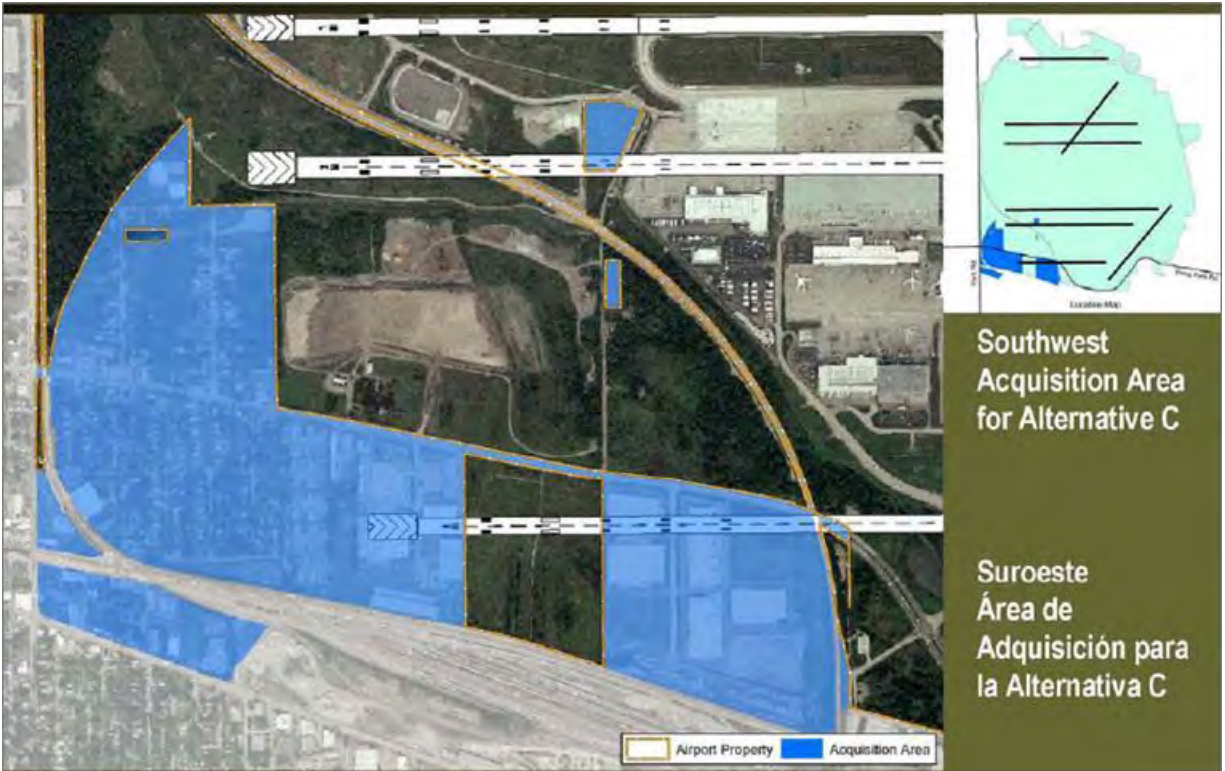 Location Map
Southwest
Acquisition Area
for Alternative C
Suroeste
Área de
Adquisición para
la Alternativa C
Airport Property
Acquisition Area